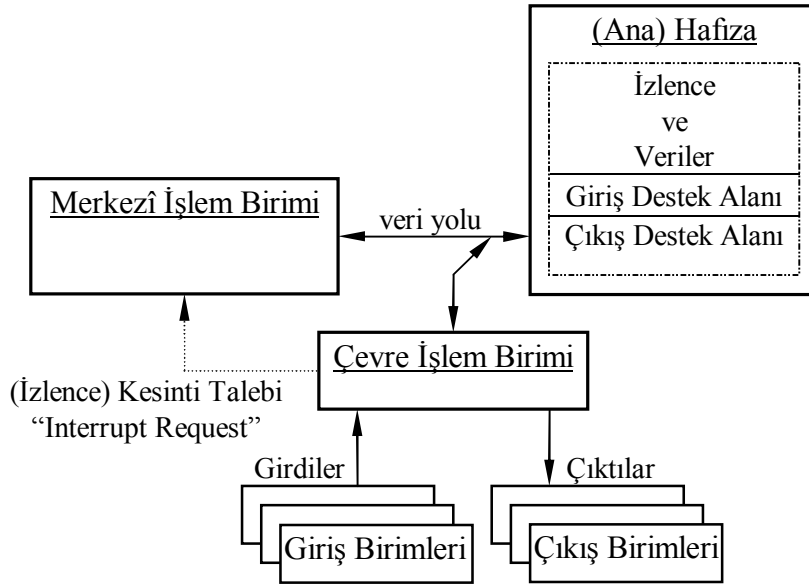 (Ana) Hafıza
İzlence
ve
Veriler
Giriş Destek Alanı
Çıkış Destek Alanı
Merkezî İşlem Birimi
veri yolu
Çevre İşlem Birimi
(İzlence) Kesinti Talebi
“Interrupt Request”
Girdiler
Çıktılar
Giriş Birimleri
Çıkış Birimleri